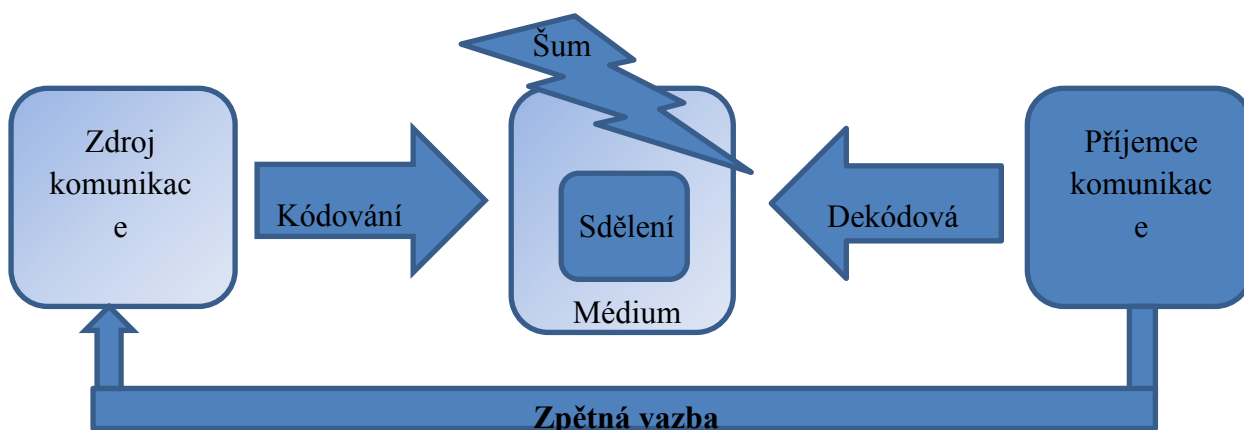 Šum
Zdroj
komunikac
e
Kódování
Sdělení
Médium
Dekódová
Příjemce
komunikac
e
Zpětná vazba